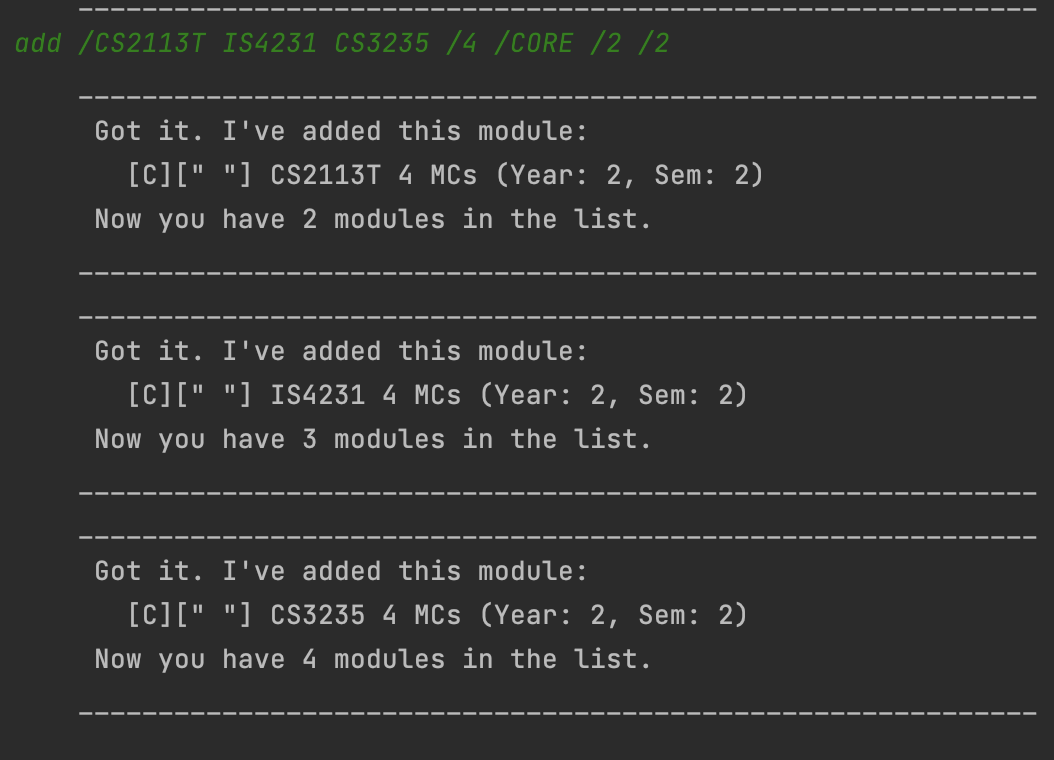 ____________________________________________________________
add /CS2113T IS4231 CS3235 /4 /CORE /2 /2
____________________________________________________________
Got it. I've added this module:
[C][" "] CS2113T 4 MCs (Year: 2, Sem: 2)
Now you have 2 modules in the list.
____________________________________________________________
____________________________________________________________
Got it. I've added this module:
[C][" "] IS4231 4 MCs (Year: 2, Sem: 2)
Now you have 3 modules in the list.
____________________________________________________________
____________________________________________________________
Got it. I've added this module:
[C][" "] CS3235 4 MCs (Year: 2, Sem: 2)
Now you have 4 modules in the list.
____________________________________________________________